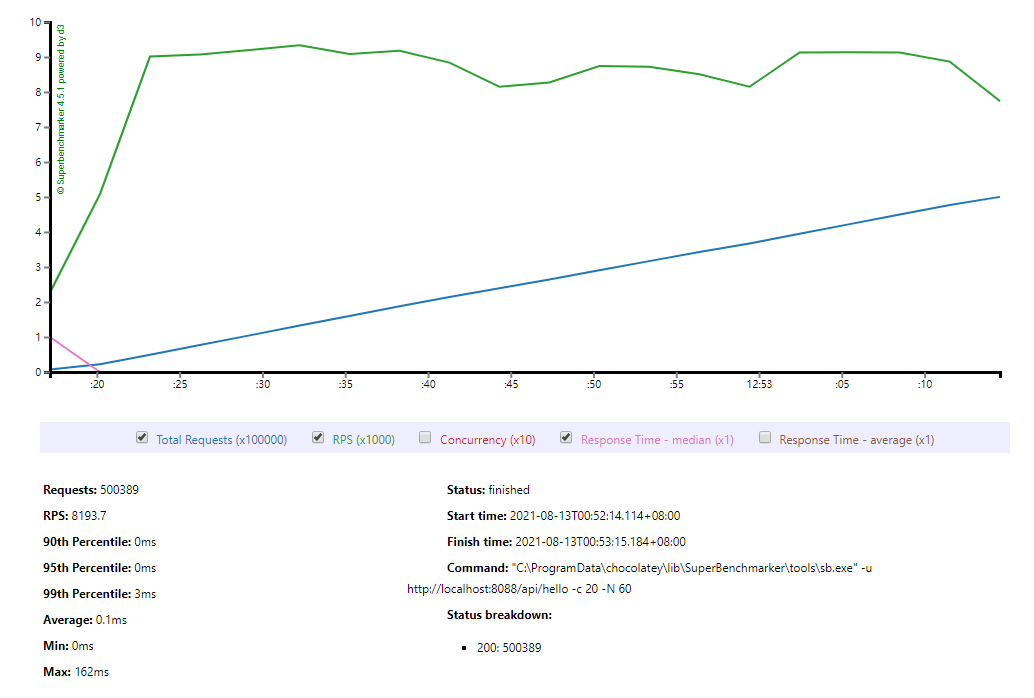 10
9
8
7
6
5
4
3
2
1
0
© Superbenchmarker 4.5.1 powered by d3
:20 :25 :30 :35 :40 :45 :50 :55 12:53 :05 :10
Total Requests (x100000) RPS (x1000) Concurrency (x10) Response Time - median (x1) Response Time - average (x1)
Requests: 500389
RPS: 8193.7
90th Percentile: 0ms
95th Percentile: 0ms
99th Percentile: 3ms
Average: 0.1ms
Min: 0ms
Max: 162ms
Status: finished
Start time: 2021-08-13T00:52:14.114+08:00
Finish time: 2021-08-13T00:53:15.184+08:00
Command: "C:\ProgramData\chocolatey\lib\SuperBenchmarker\tools\sb.exe" -u
http://localhost:8088/api/hello -c 20 -N 60
Status breakdown:
200: 500389